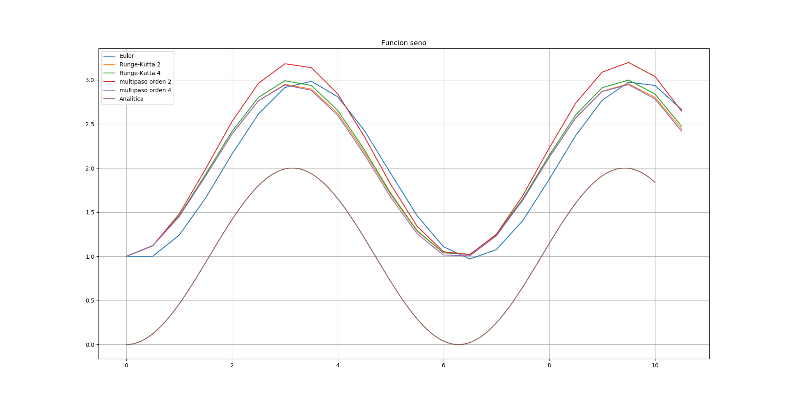 Funcion seno
Euler
Runge-Kutta 2
Runge-Kutta 4
multipaso orden 2
multipaso orden 4
Analitica
3.0
2.5
2.0
1.5
1.0
0.5
0.0
0 2 4 6 8 10